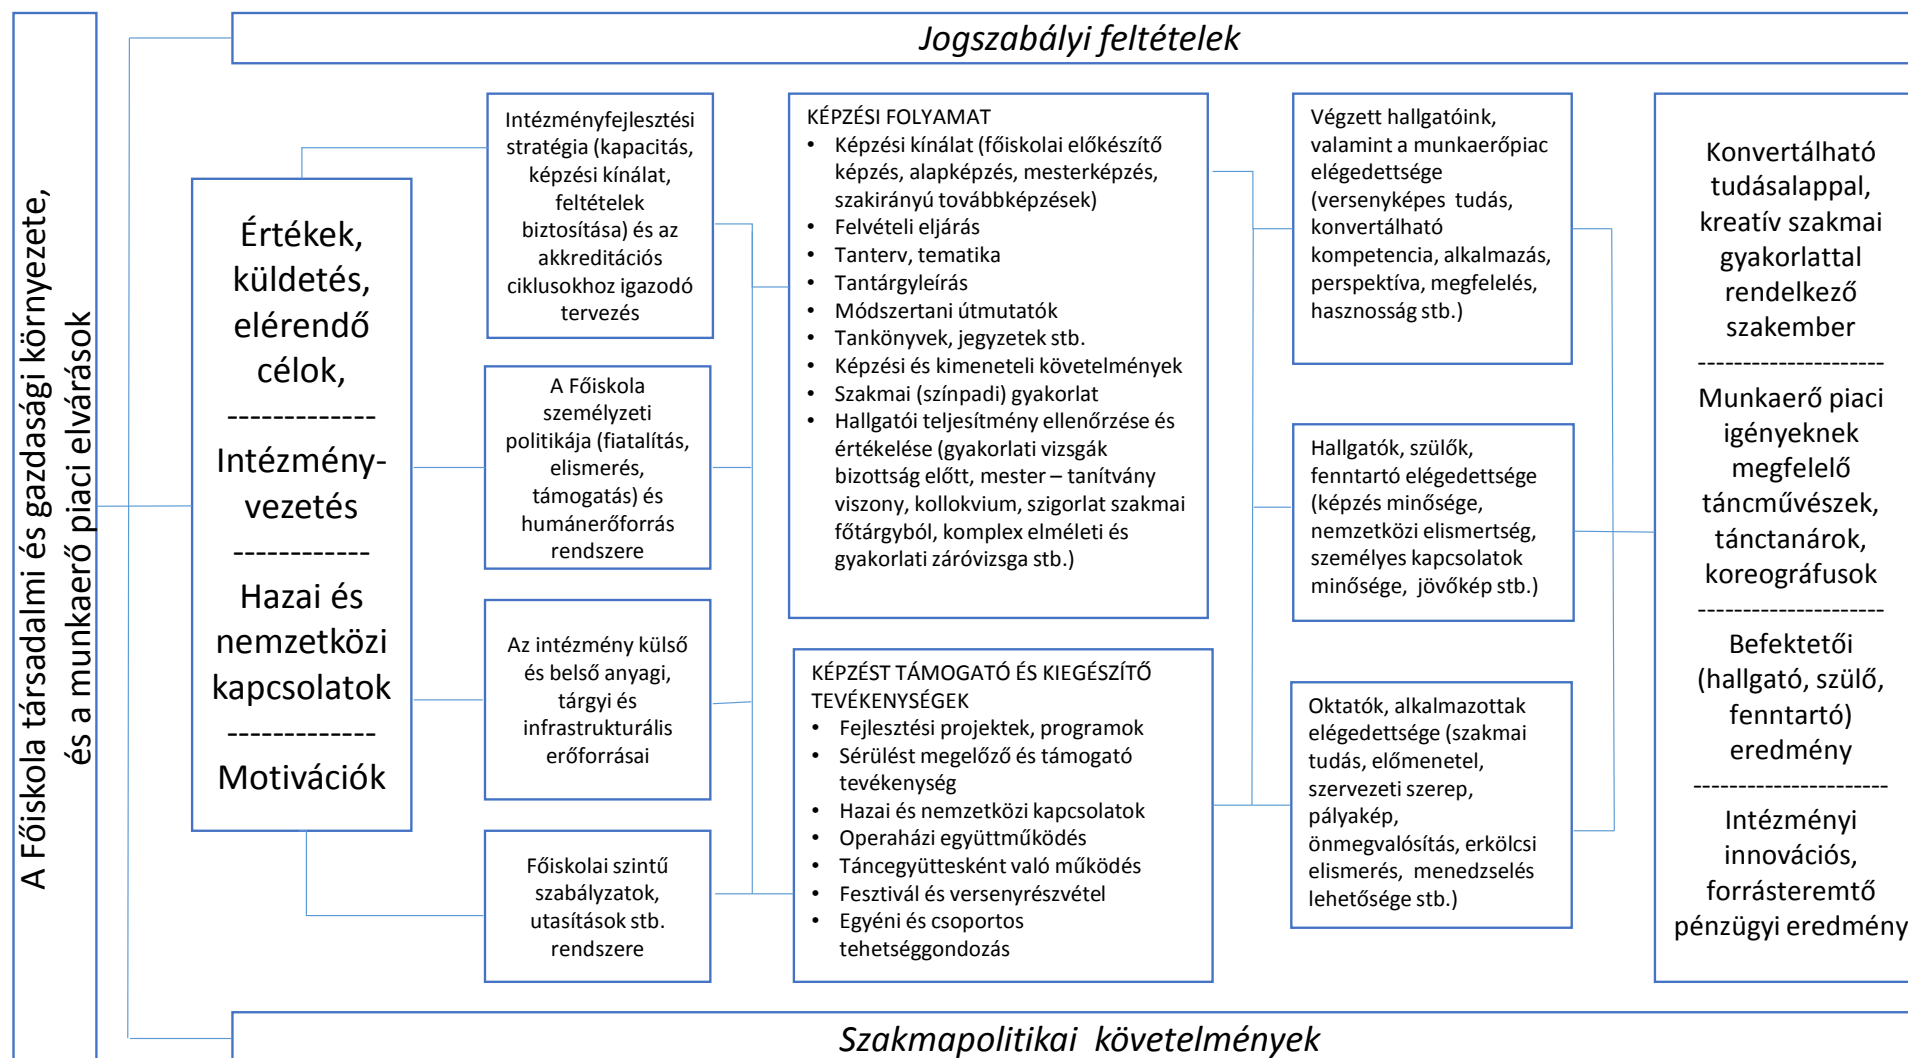 A Főiskola társadalmi és gazdasági környezete,
és a munkaerő piaci elvárások
Jogszabályi feltételek
Értékek,
küldetés,
elérendő
célok,
-------------
Intézmény-
vezetés
------------
Hazai és
nemzetközi
kapcsolatok
-------------
Motivációk
Intézményfejlesztési
stratégia (kapacitás,
képzési kínálat,
feltételek
biztosítása) és az
akkreditációs
ciklusokhoz igazodó
tervezés
A Főiskola
személyzeti
politikája (fiatalítás,
elismerés,
támogatás) és
humánerőforrás
rendszere
Az intézmény külső
és belső anyagi,
tárgyi és
infrastrukturális
erőforrásai
Főiskolai szintű
szabályzatok,
utasítások stb.
rendszere
KÉPZÉSI FOLYAMAT
• Képzési kínálat (főiskolai előkészítő
képzés, alapképzés, mesterképzés,
szakirányú továbbképzések)
• Felvételi eljárás
• Tanterv, tematika
• Tantárgyleírás
• Módszertani útmutatók
• Tankönyvek, jegyzetek stb.
• Képzési és kimeneteli követelmények
• Szakmai (színpadi) gyakorlat
• Hallgatói teljesítmény ellenőrzése és
értékelése (gyakorlati vizsgák
bizottság előtt, mester – tanítvány
viszony, kollokvium, szigorlat szakmai
főtárgyból, komplex elméleti és
gyakorlati záróvizsga stb.)
KÉPZÉST TÁMOGATÓ ÉS KIEGÉSZÍTŐ
TEVÉKENYSÉGEK
• Fejlesztési projektek, programok
• Sérülést megelőző és támogató
tevékenység
• Hazai és nemzetközi kapcsolatok
• Operaházi együttműködés
• Táncegyüttesként való működés
• Fesztivál és versenyrészvétel
• Egyéni és csoportos
tehetséggondozás
Végzett hallgatóink,
valamint a munkaerőpiac
elégedettsége
(versenyképes tudás,
konvertálható
kompetencia, alkalmazás,
perspektíva, megfelelés,
hasznosság stb.)
Hallgatók, szülők,
fenntartó elégedettsége
(képzés minősége,
nemzetközi elismertség,
személyes kapcsolatok
minősége, jövőkép stb.)
Oktatók, alkalmazottak
elégedettsége (szakmai
tudás, előmenetel,
szervezeti szerep,
pályakép,
önmegvalósítás, erkölcsi
elismerés, menedzselés
lehetősége stb.)
Konvertálható
tudásalappal,
kreatív szakmai
gyakorlattal
rendelkező
szakember
-------------------
Munkaerő piaci
igényeknek
megfelelő
táncművészek,
tánctanárok,
koreográfusok
-------------------
Befektetői
(hallgató, szülő,
fenntartó)
eredmény
--------------------
Intézményi
innovációs,
forrásteremtő
pénzügyi eredmény
Szakmapolitikai követelmények